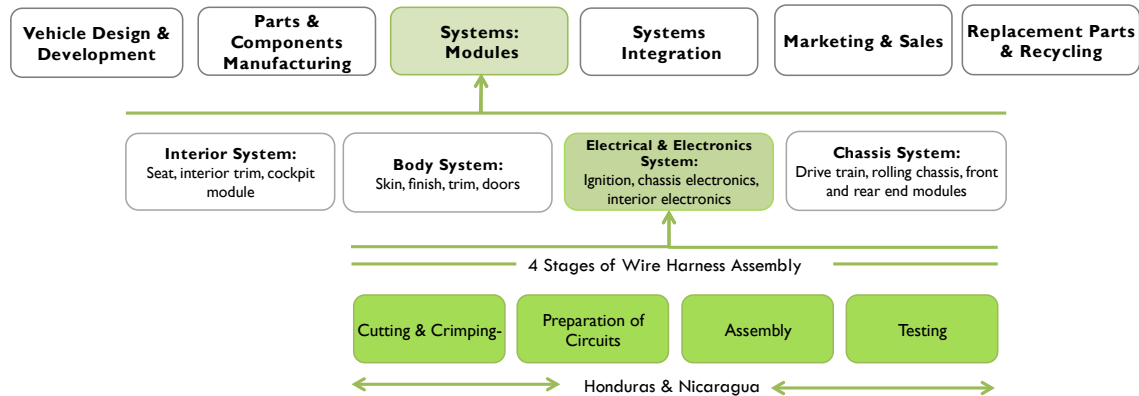 Vehicle Design &
Development
Parts &
Components
Manufacturing
Systems:
Modules
Systems
Integration
Marketing & Sales
Replacement Parts
& Recycling
Interior System:
Seat, interior trim, cockpit
module
Body System:
Skin, finish, trim, doors
Electrical & Electronics
System:
Ignition, chassis electronics,
interior electronics
Chassis System:
Drive train, rolling chassis, front
and rear end modules
4 Stages of Wire Harness Assembly
Cutting & Crimping-
Preparation of
Circuits
Assembly
Testing
Honduras & Nicaragua